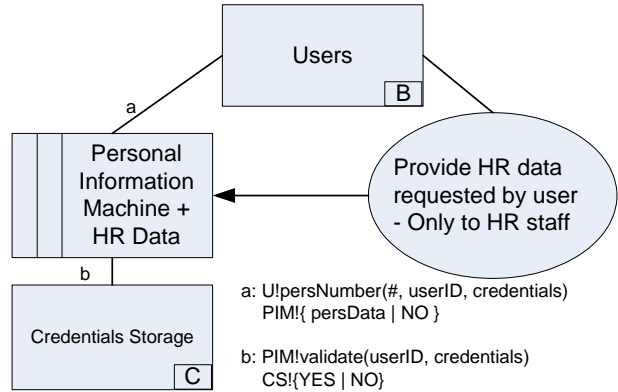 Users
B
a
Personal
Information
Machine +
HR Data
Provide HR data
requested by user
- Only to HR staff
b
Credentials Storage
C
a: U!persNumber(#, userID, credentials)
PIM!{ persData | NO }
b: PIM!validate(userID, credentials)
CS!{YES | NO}